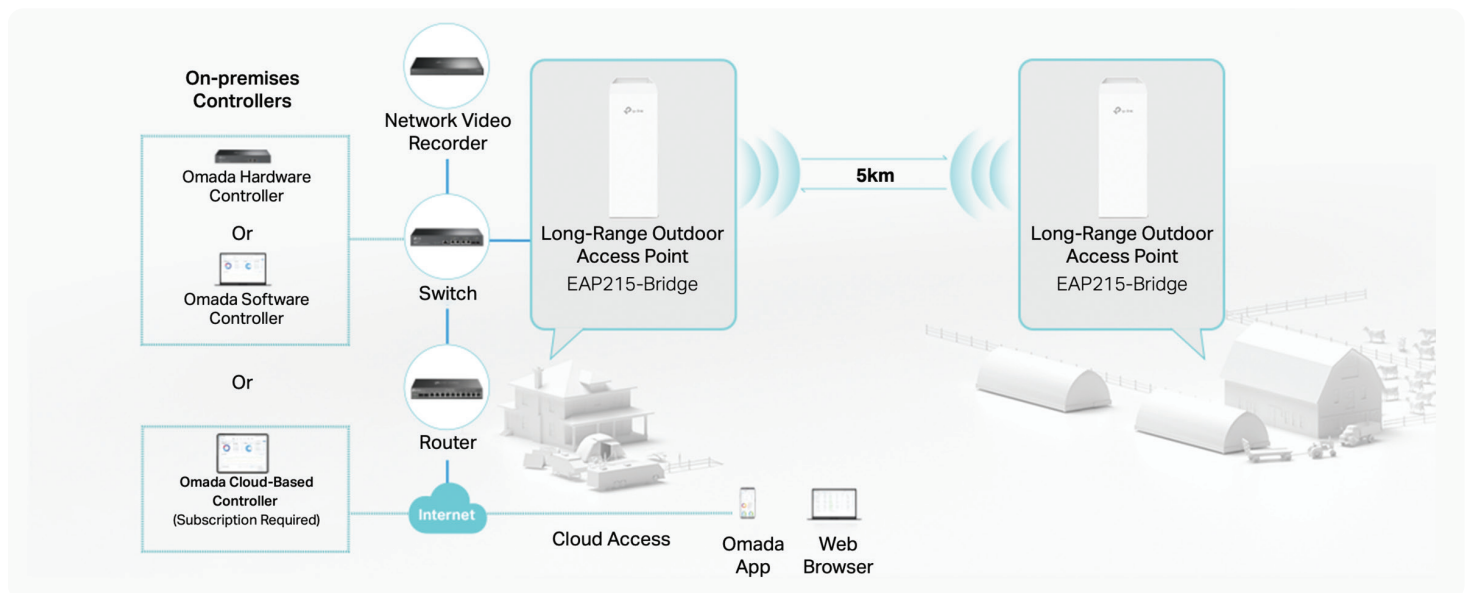 On-premises
Controllers
Omada Hardware
Controller
Or
Omada Software
Controller
Or
Omada Cloud-Based
Controller
(Subscription Required)
Network Video
Recorder
Switch
Router
Internet
Cloud Access
Omada
App
Web
Browser
Long-Range Outdoor
Access Point
EAP215-Bridge
5km
Long-Range Outdoor
Access Point
EAP215-Bridge